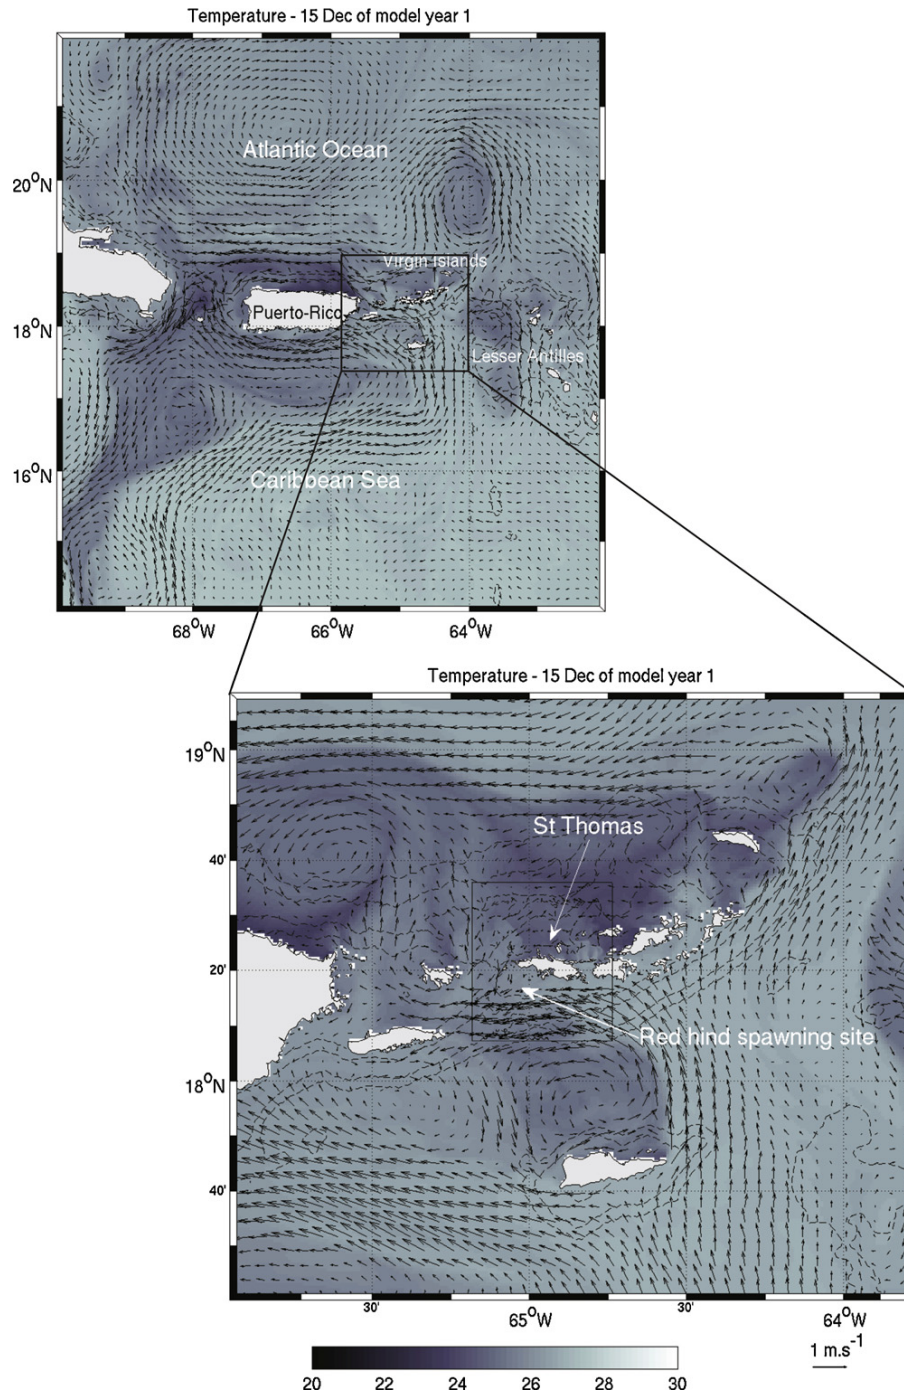 Temperature - 15 Dec of model year 1
Atlantic Ocean
20°N
Virgin Islands
Puerto-Rico
18°N
Lesser Antilles
16°N
Caribbean Sea
68°W 66°W 64°W
Temperature - 15 Dec of model year 1
19°N
St Thomas
40'
20'
Red hind spawning site
18°N
40'
30' 65°W 30' 64°W
1 m.s⁻¹
20 22 24 26 28 30